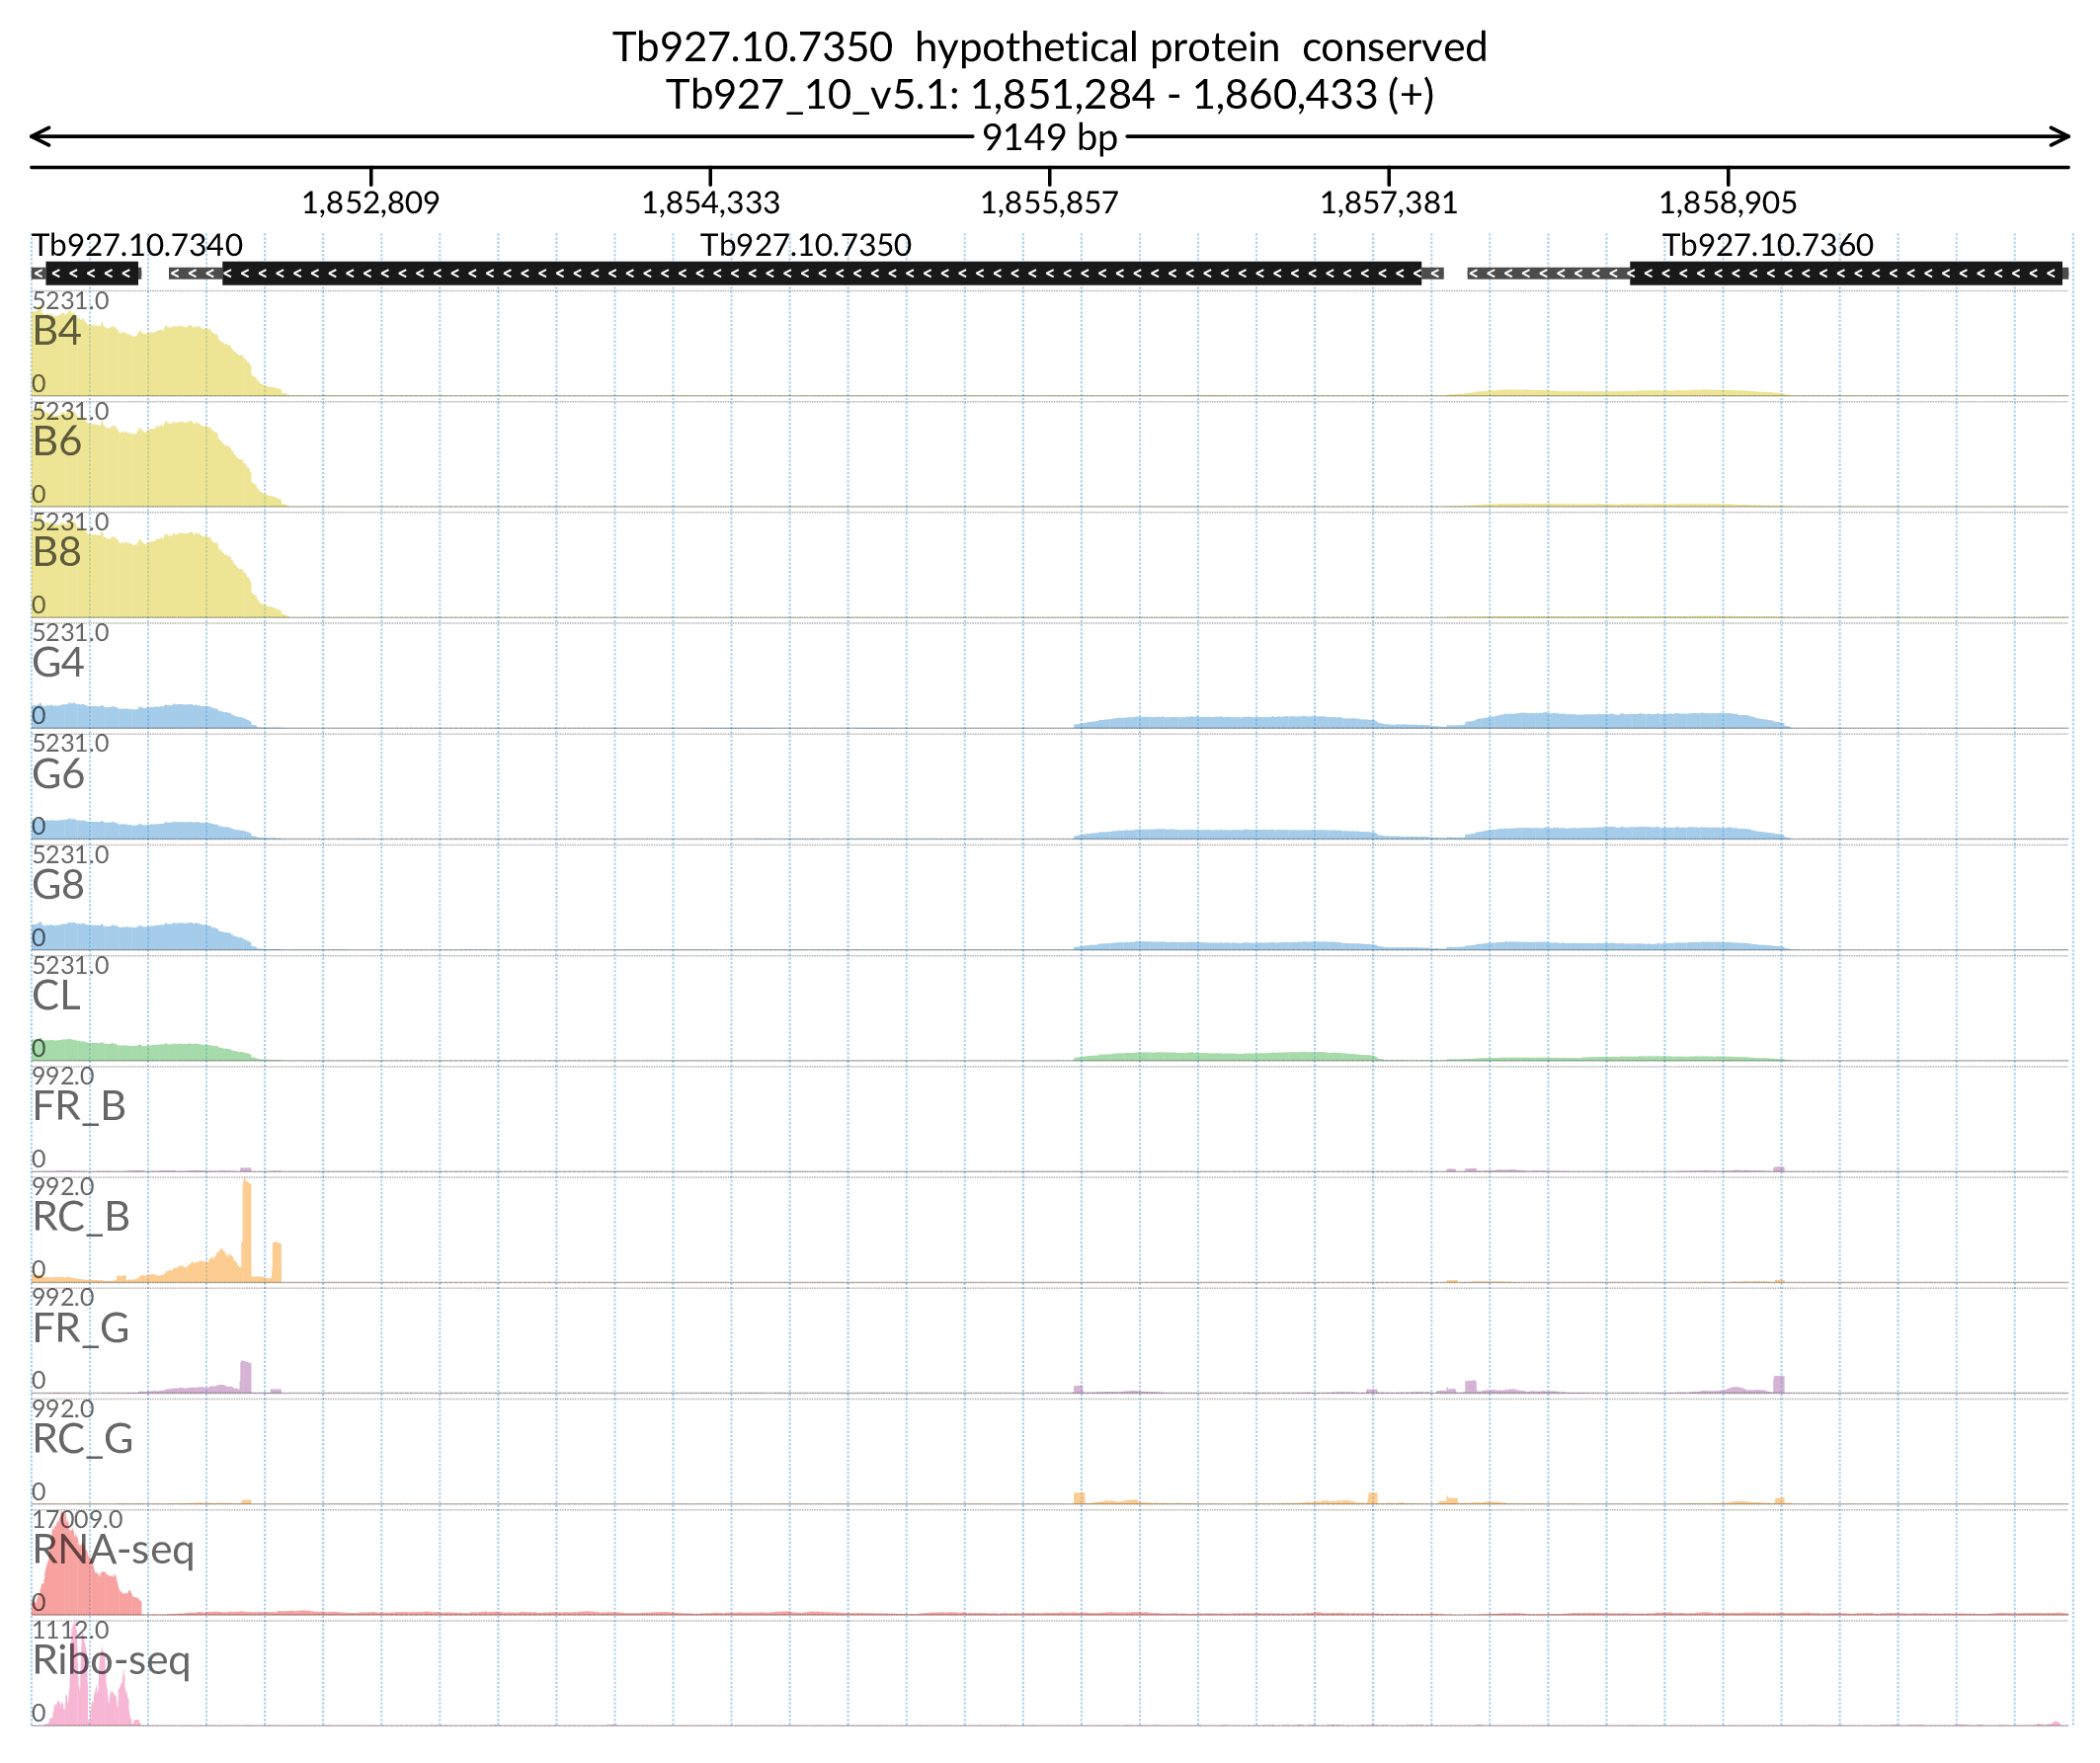 Tb927.10.7350 hypothetical protein conserved
Tb927_10_v5.1: 1,851,284 - 1,860,433 (+)
9149 bp
1,852,809 1,854,333 1,855,857 1,857,381 1,858,905
Tb927.10.7340 Tb927.10.7350 Tb927.10.7360
5231.0
B4
0
5231.0
B6
0
5231.0
B8
0
5231.0
G4
0
5231.0
G6
0
5231.0
G8
0
5231.0
CL
0
992.0
FR_B
0
992.0
RC_B
0
992.0
FR_G
0
992.0
RC_G
0
17009.0
RNA-seq
0
1112.0
Ribo-seq
0